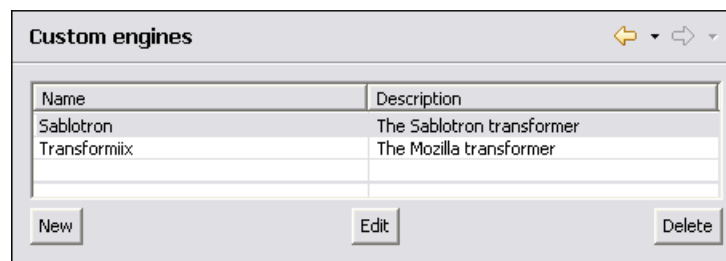 Custom engines
Name Description
Sablotron The Sablotron transformer
Transformiix The Mozilla transformer
New Edit Delete